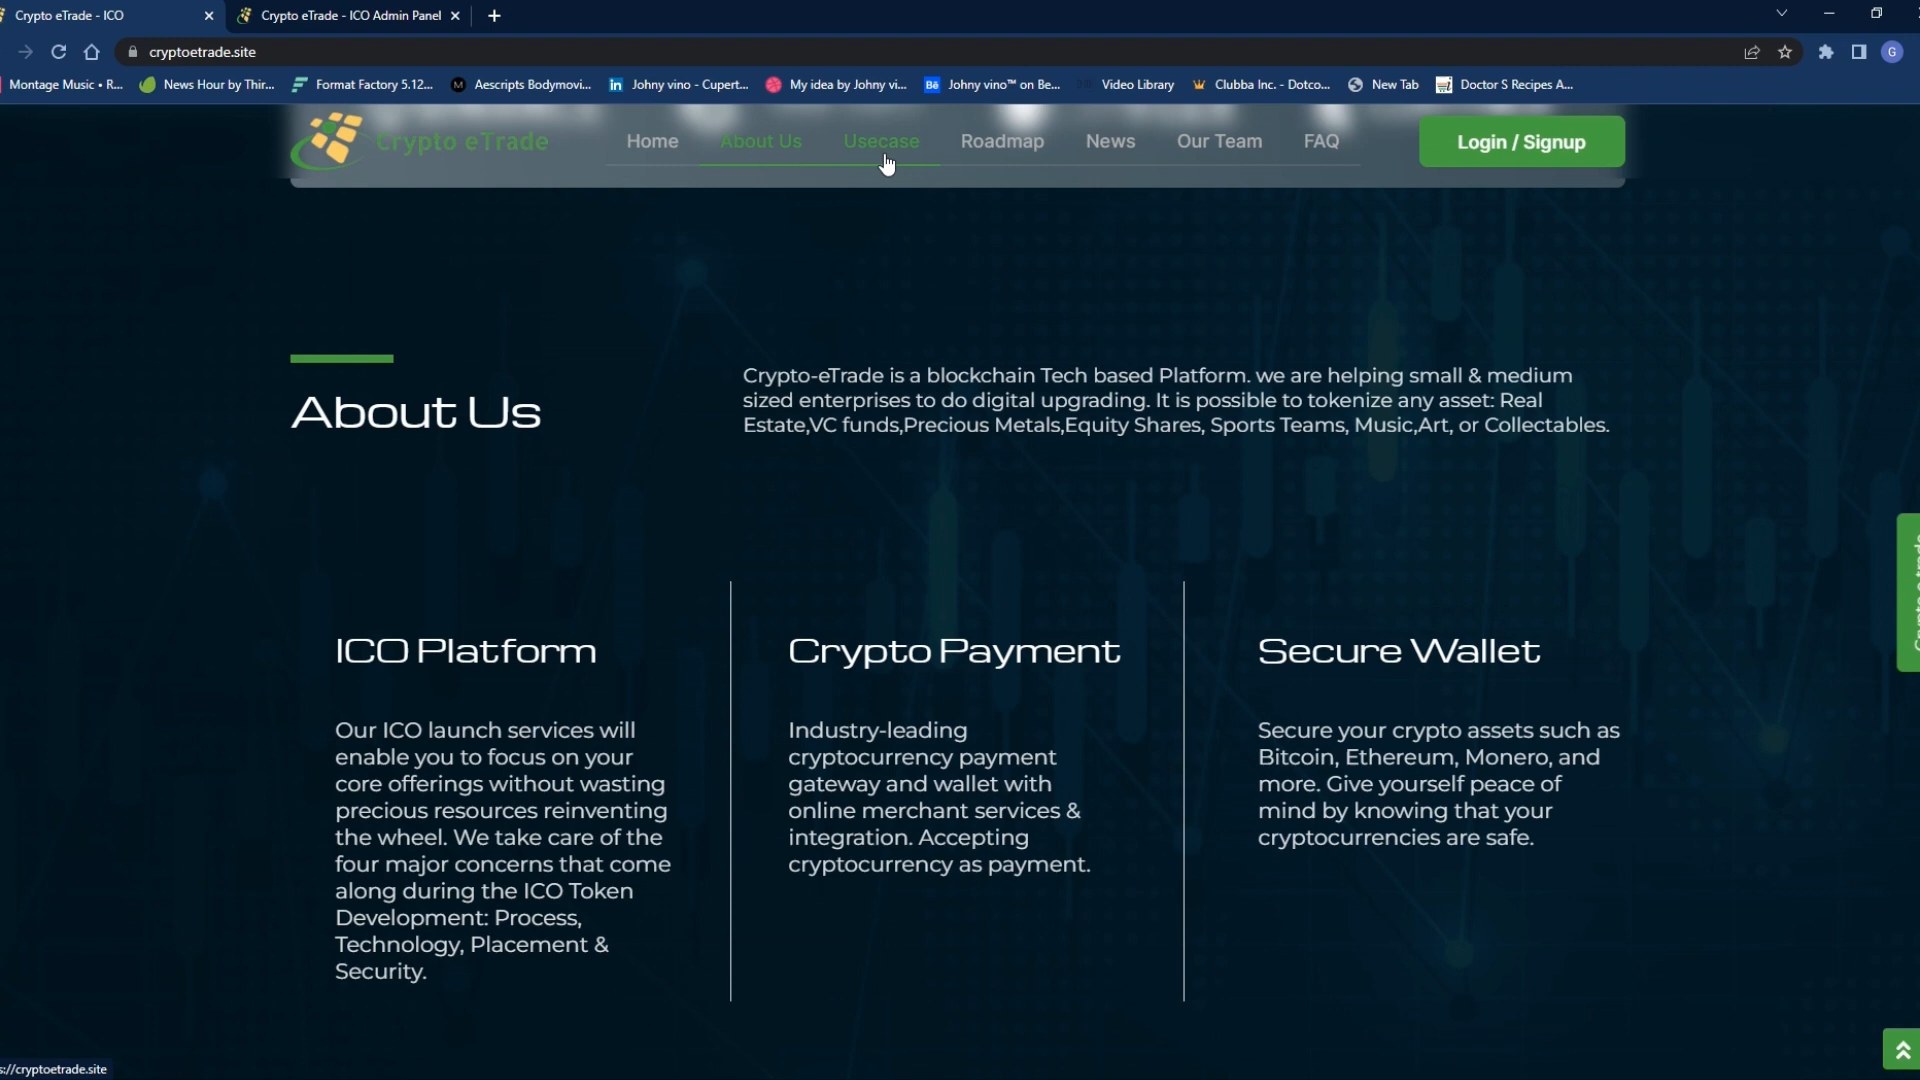 Crypto eTrade - ICO
Crypto eTrade - ICO Admin Panel
cryptoetrade.site
G
Montage Music • R...
News Hour by Thir...
Format Factory 5.12...
Aescripts Bodymovi...
Johny vino - Cupert...
My idea by Johny vi...
Johny vino™ on Be...
Video Library
Clubba Inc. - Dotco...
New Tab
Doctor S Recipes A...
Crypto eTrade
Home
About Us
Usecase
Roadmap
News
Our Team
FAQ
Login / Signup
About Us
Crypto-eTrade is a blockchain Tech based Platform. we are helping small & medium
sized enterprises to do digital upgrading. It is possible to tokenize any asset: Real
Estate,VC funds,Precious Metals,Equity Shares, Sports Teams, Music,Art, or Collectables.
ICO Platform
Our ICO launch services will
enable you to focus on your
core offerings without wasting
precious resources reinventing
the wheel. We take care of the
four major concerns that come
along during the ICO Token
Development: Process,
Technology, Placement &
Security.
Crypto Payment
Industry-leading
cryptocurrency payment
gateway and wallet with
online merchant services &
integration. Accepting
cryptocurrency as payment.
Secure Wallet
Secure your crypto assets such as
Bitcoin, Ethereum, Monero, and
more. Give yourself peace of
mind by knowing that your
cryptocurrencies are safe.
s://cryptoetrade.site